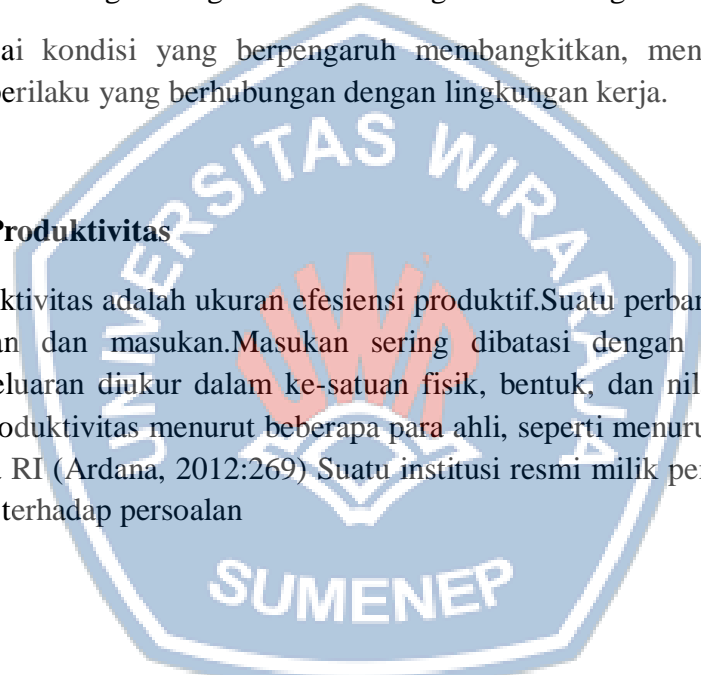 ai kondisi yang berpengaruh membangkitkan, men
erilaku yang berhubungan dengan lingkungan kerja.
UNIVERSITAS WIRARAJA
Produktivitas
ktivitas adalah ukuran efesiensi produktif.Suatu perban
an dan masukan.Masukan sering dibatasi dengan
eluaran diukur dalam ke-satuan fisik, bentuk, dan nil
UWR
oduktivitas menurut beberapa para ahli, seperti menuru
RI (Ardana, 2012:269) Suatu institusi resmi milik per
terhadap persoalan
SUMENEP